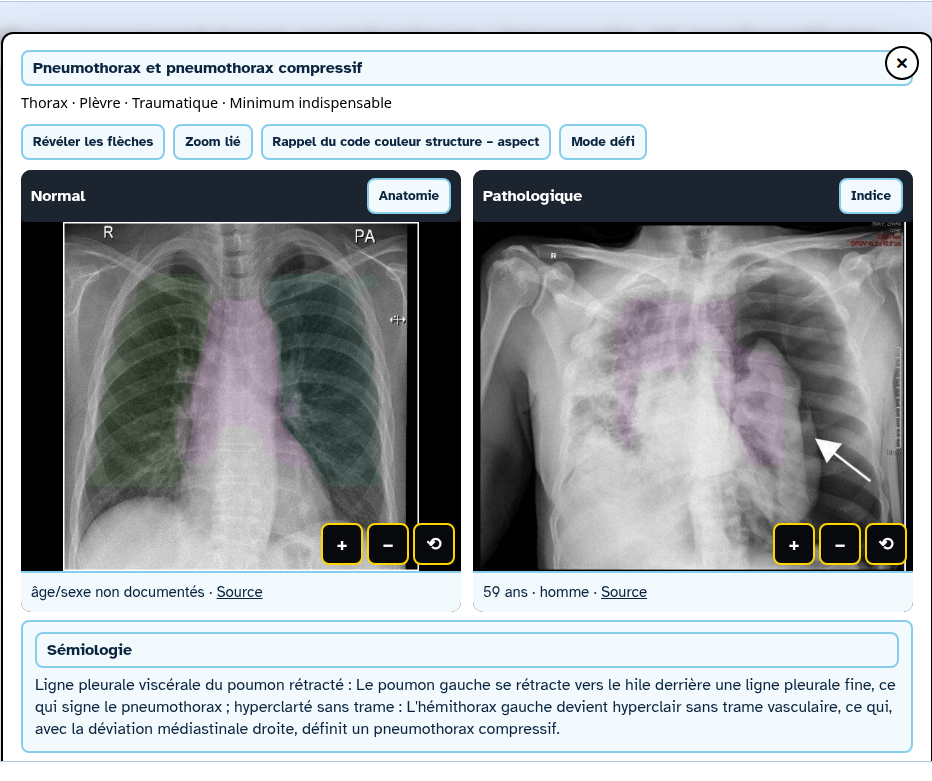 Pneumothorax et pneumothorax compressif
×
Thorax · Plèvre · Traumatique · Minimum indispensable
Révéler les flèches
Zoom lié
Rappel du code couleur structure – aspect
Mode défi
Normal
Anatomie
R
PA
+
–
⟲
âge/sexe non documentés · Source
Pathologique
Indice
R
+
–
⟲
59 ans · homme · Source
Sémiologie
Ligne pleurale viscérale du poumon rétracté : Le poumon gauche se rétracte vers le hile derrière une ligne pleurale fine, ce
qui signe le pneumothorax ; hyperclarté sans trame : L'hémithorax gauche devient hyperclair sans trame vasculaire, ce qui,
avec la déviation médiastinale droite, définit un pneumothorax compressif.